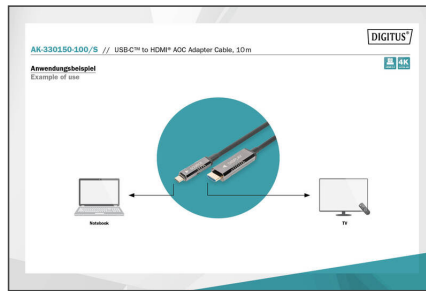 DIGITUS®
AK-330150-100/S // USB-C™ to HDMI® AOC Adapter Cable, 10 m
Anwendungsbeispiel
Example of use
4K
Notebook
TV